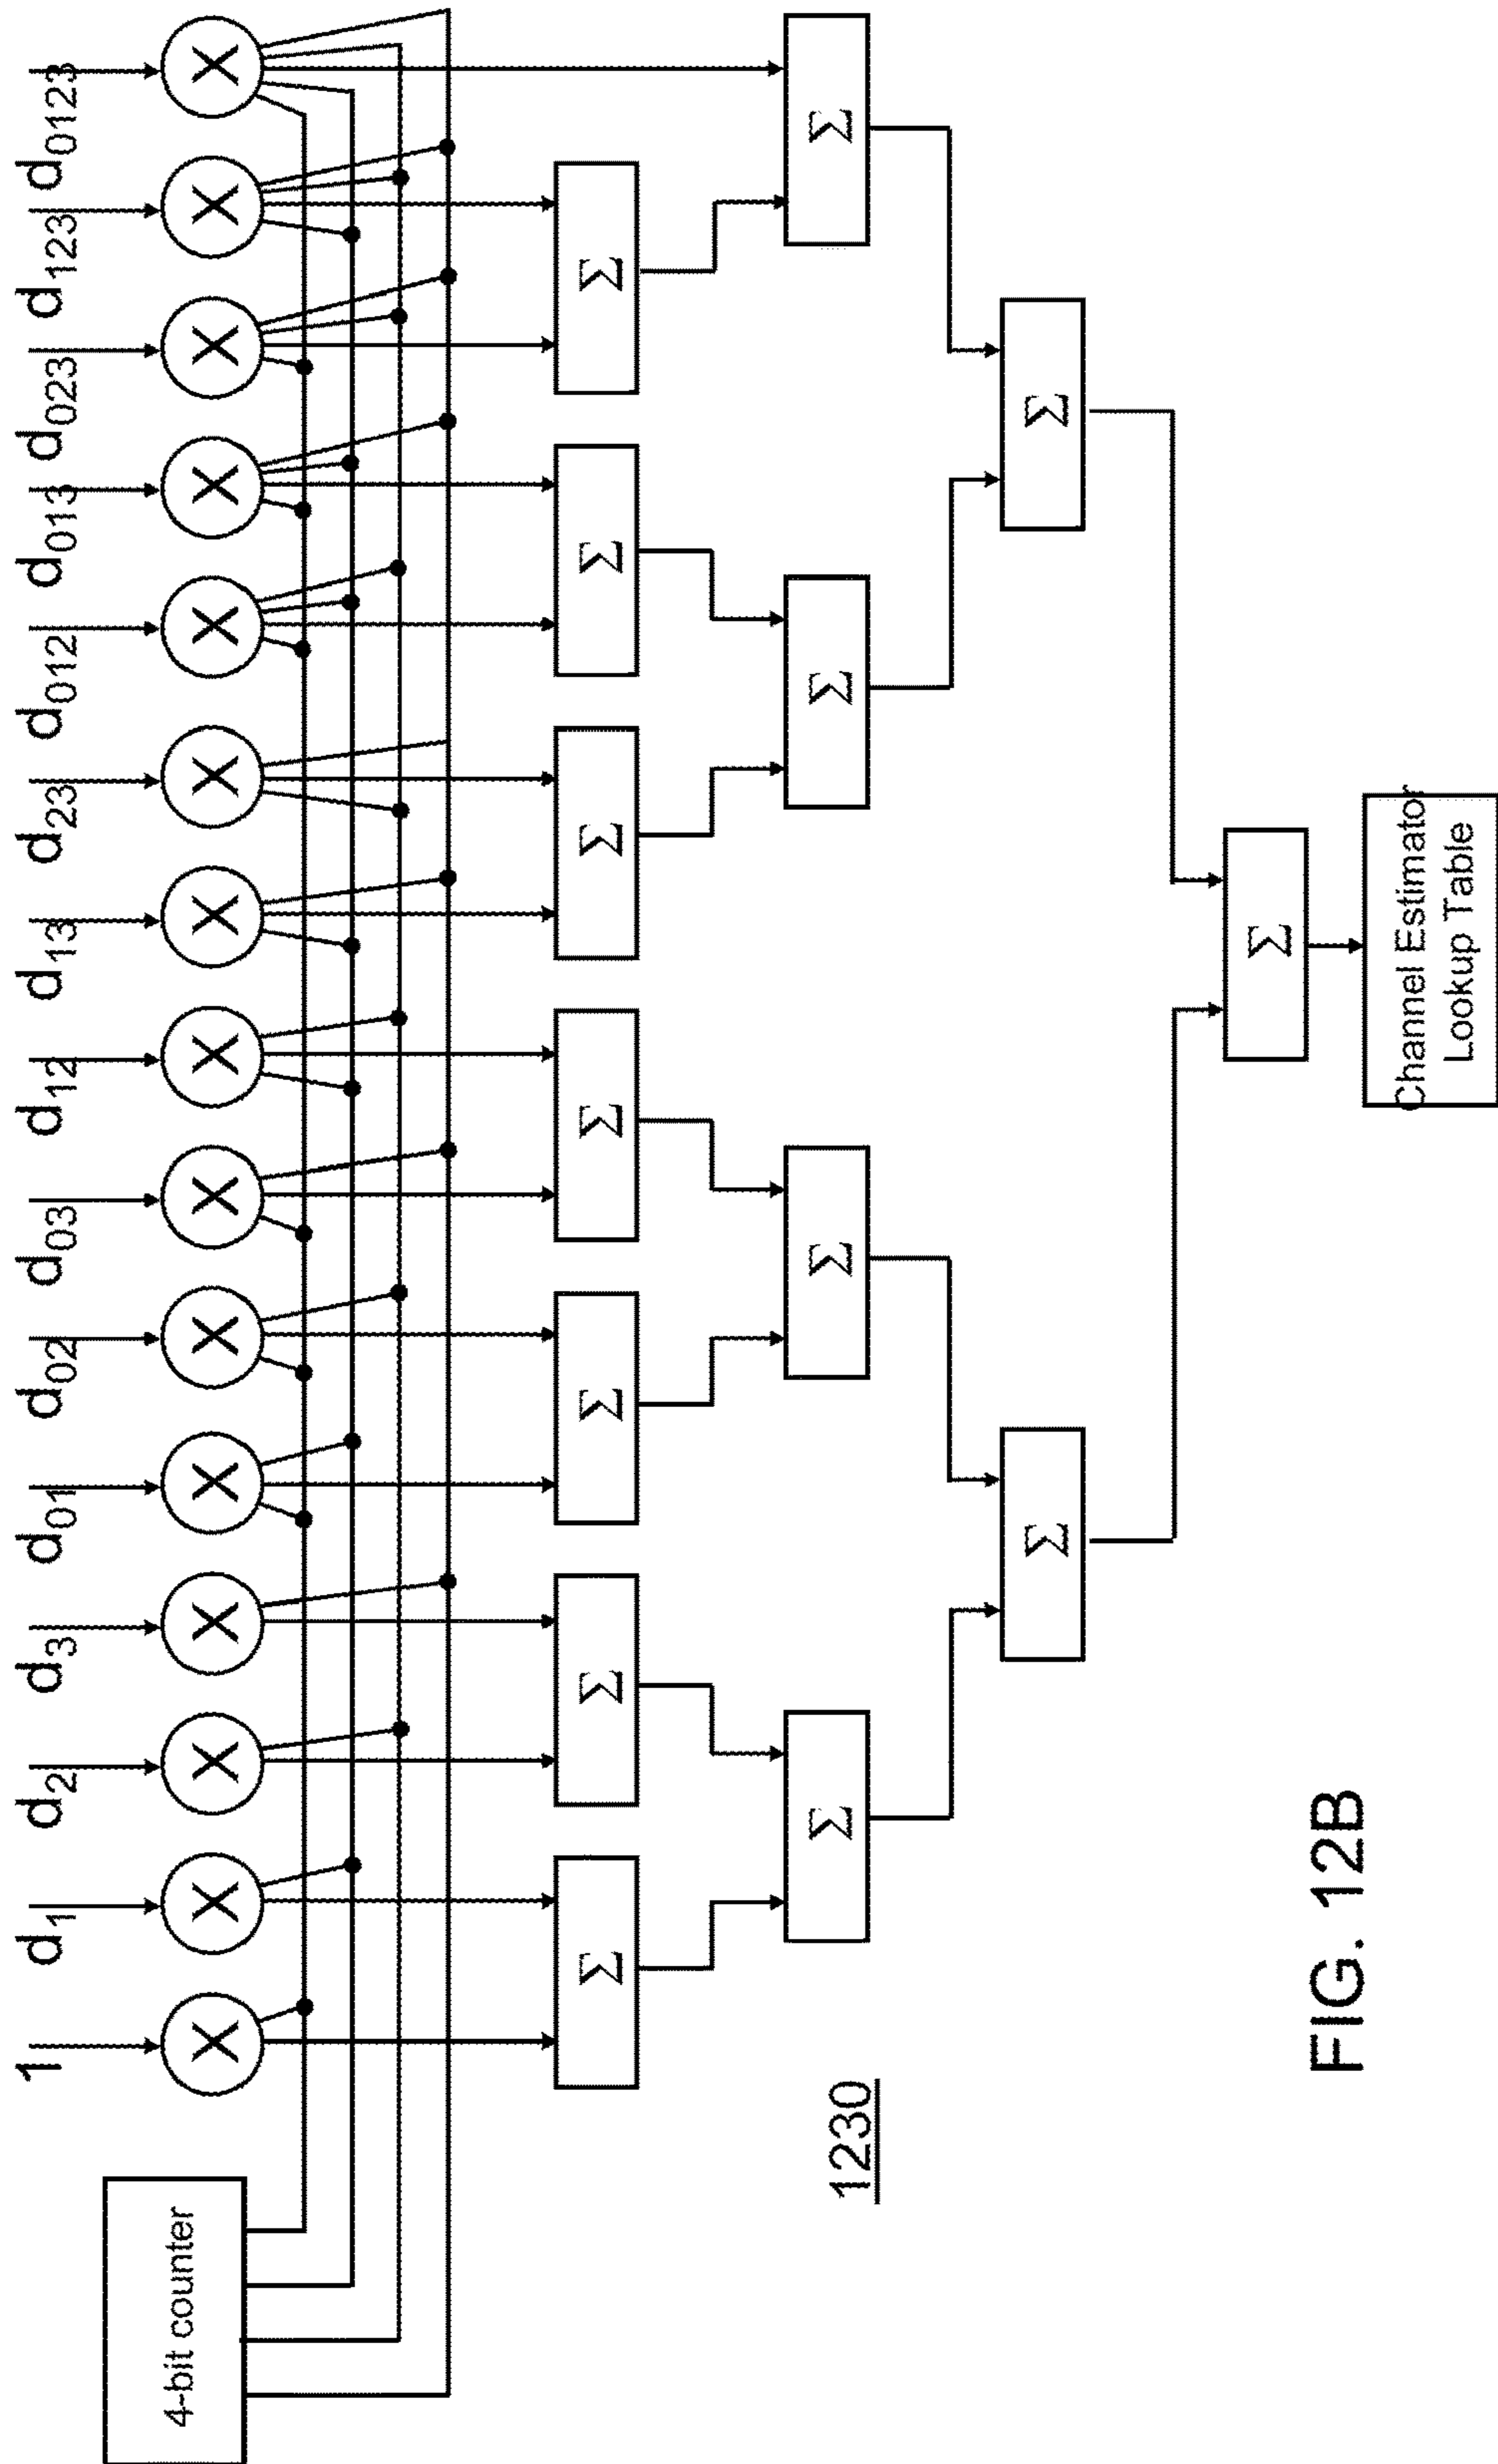 1 d₁ d₂ d₃ d₀₁ d₀₂ d₀₃ d₁₂ d₁₃ d₂₃ d₀₁₂ d₀₁₃ d₀₂₃ d₁₂₃ d₀₁₂₃
4-bit counter
X X X X X X X X X X X X X X X
Σ Σ Σ Σ Σ Σ Σ
1230
Σ Σ Σ Σ
Σ Σ
Σ
Channel Estimator
Lookup Table
FIG. 12B